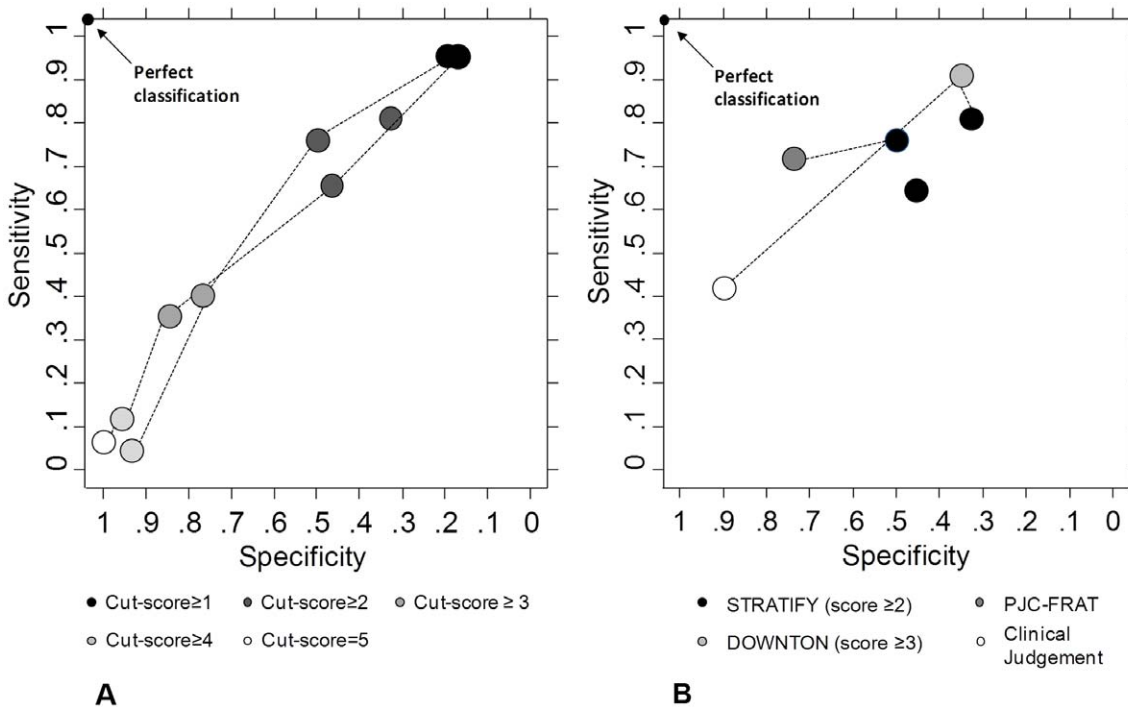 1
.9
.8
.7
.6
.5
.4
.3
.2
.1
0
Sensitivity
Perfect
classification
1 .9 .8 .7 .6 .5 .4 .3 .2 .1 0
Specificity
Cut-score≥1 Cut-score≥2 Cut-score ≥ 3
Cut-score≥4 Cut-score=5
A
1
.9
.8
.7
.6
.5
.4
.3
.2
.1
0
Sensitivity
Perfect
classification
1 .9 .8 .7 .6 .5 .4 .3 .2 .1 0
Specificity
STRATIFY (score ≥2) PJC-FRAT
DOWNTON (score ≥3) Clinical
Judgement
B